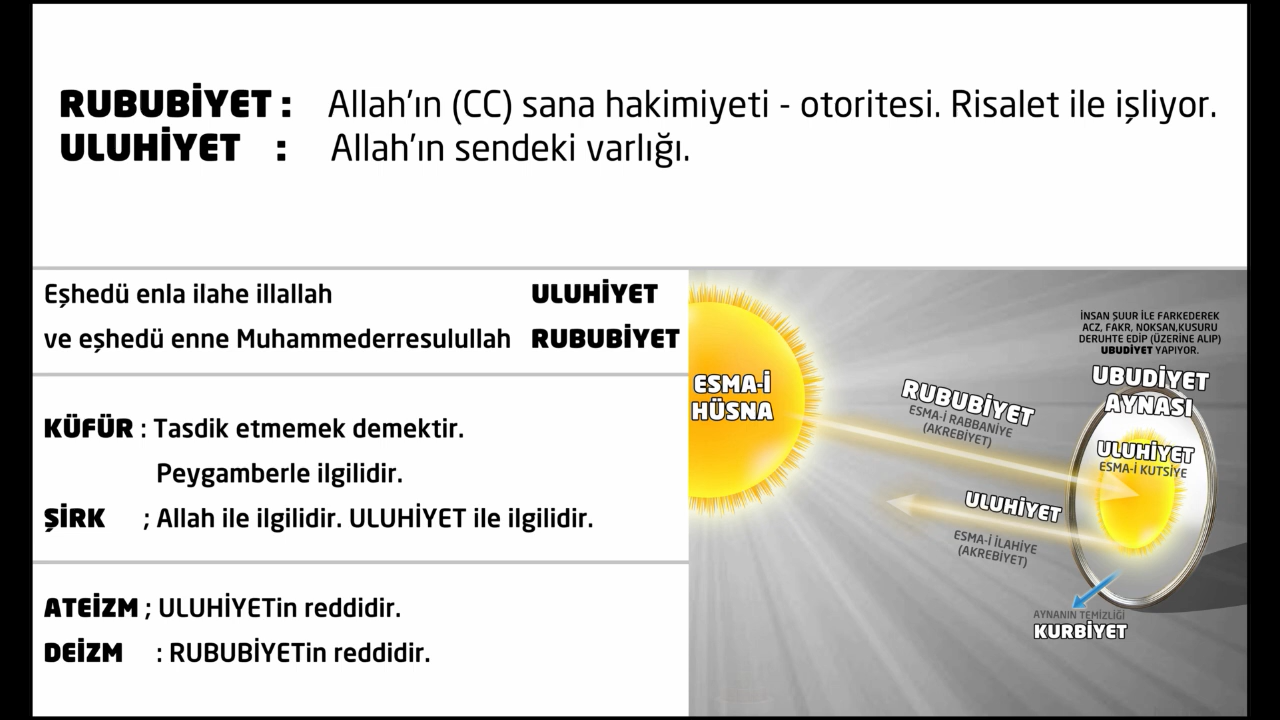 RUBUBİYET : Allah'ın (CC) sana hakimiyeti - otoritesi. Risalet ile işliyor.
ULUHİYET : Allah'ın sendeki varlığı.
Eşhedü enla ilahe illallah ULUHİYET
ve eşhedü enne Muhammederresulullah RUBUBİYET
KÜFÜR : Tasdik etmemek demektir.
Peygamberle ilgilidir.
ŞİRK ; Allah ile ilgilidir. ULUHİYET ile ilgilidir.
ATEİZM ; ULUHİYETin reddidir.
DEİZM : RUBUBİYETin reddidir.
ESMA-İ
HÜSNA
RUBUBİYET
ESMA-İ RABBANİYE
(AKREBİYET)
ULUHİYET
ESMA-İ İLAHİYE
(AKREBİYET)
İNSAN ŞUUR İLE FARKEDEREK
ACZ, FAKR, NOKSAN,KUSURU
DERUHTE EDİP (ÜZERİNE ALIP)
UBUDİYET YAPIYOR.
UBUDİYET
AYNASI
ULUHİYET
ESMA-İ KUTSİYE
AYNANIN TEMİZLİĞİ
KURBİYET